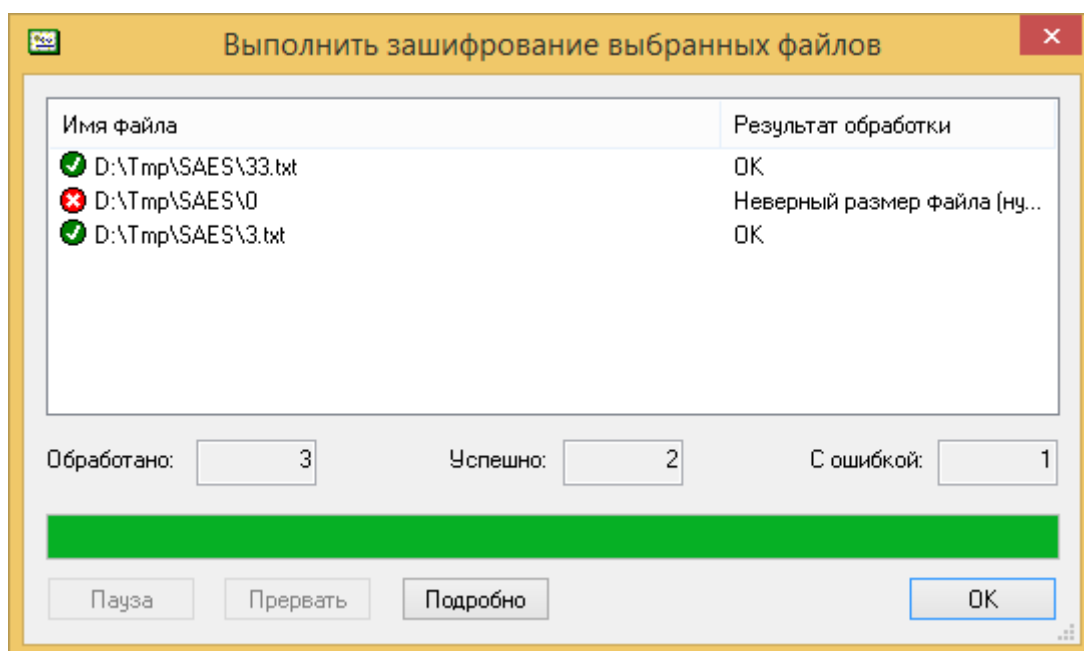 Выполнить зашифрование выбранных файлов
Имя файла Результат обработки
D:\Tmp\SAES\33.txt OK
D:\Tmp\SAES\0 Неверный размер файла (ну...
D:\Tmp\SAES\3.txt OK
Обработано: 3 Успешно: 2 С ошибкой: 1
Пауза Прервать Подробно OK